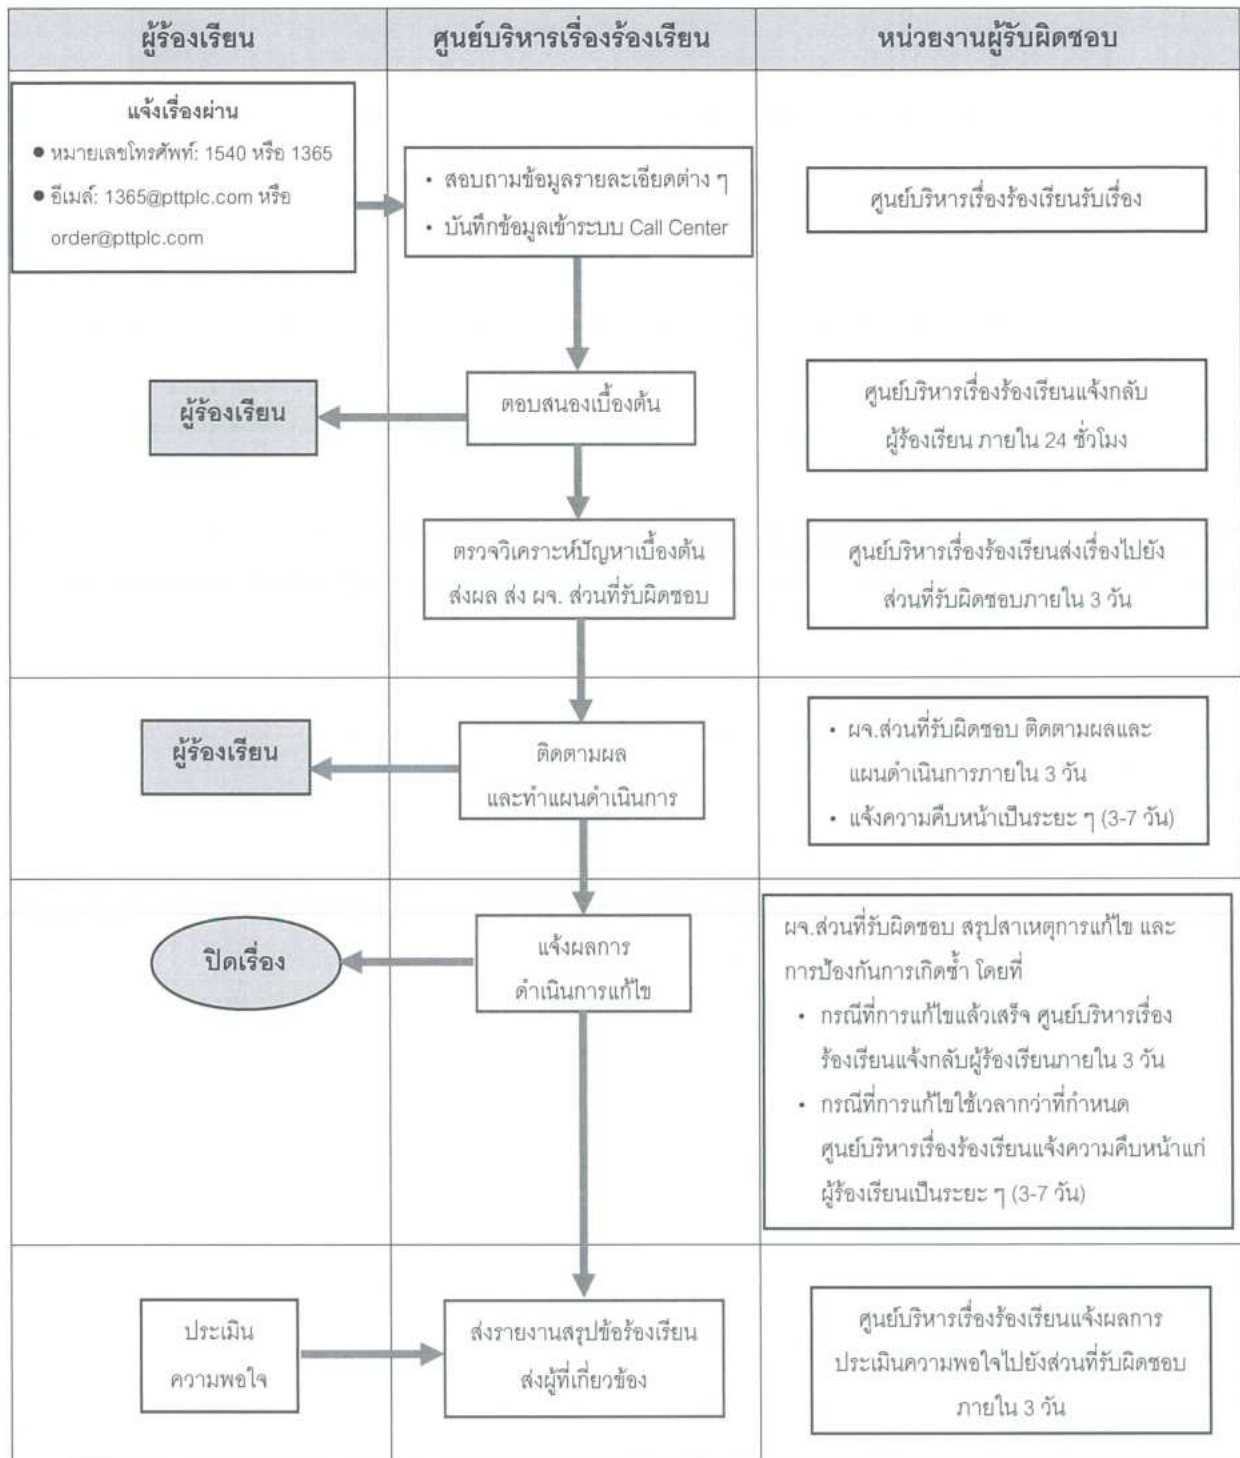 ผู้ร้องเรียน
ศูนย์บริหารเรื่องร้องเรียน
หน่วยงานผู้รับผิดชอบ
แจ้งเรื่องผ่าน
● หมายเลขโทรศัพท์: 1540 หรือ 1365
● อีเมล์: 1365@pttplc.com หรือ
order@pttplc.com
• สอบถามข้อมูลรายละเอียดต่าง ๆ
• บันทึกข้อมูลเข้าระบบ Call Center
ศูนย์บริหารเรื่องร้องเรียนรับเรื่อง
ผู้ร้องเรียน
ตอบสนองเบื้องต้น
ศูนย์บริหารเรื่องร้องเรียนแจ้งกลับ
ผู้ร้องเรียน ภายใน 24 ชั่วโมง
ตรวจวิเคราะห์ปัญหาเบื้องต้น
ส่งผล ส่ง ผจ. ส่วนที่รับผิดชอบ
ศูนย์บริหารเรื่องร้องเรียนส่งเรื่องไปยัง
ส่วนที่รับผิดชอบภายใน 3 วัน
ผู้ร้องเรียน
ติดตามผล
และทำแผนดำเนินการ
• ผจ.ส่วนที่รับผิดชอบ ติดตามผลและ
แผนดำเนินการภายใน 3 วัน
• แจ้งความคืบหน้าเป็นระยะ ๆ (3-7 วัน)
ปิดเรื่อง
แจ้งผลการ
ดำเนินการแก้ไข
ผจ.ส่วนที่รับผิดชอบ สรุปสาเหตุการแก้ไข และ
การป้องกันการเกิดซ้ำ โดยที่
• กรณีที่การแก้ไขแล้วเสร็จ ศูนย์บริหารเรื่อง
ร้องเรียนแจ้งกลับผู้ร้องเรียนภายใน 3 วัน
• กรณีที่การแก้ไขใช้เวลากว่าที่กำหนด
ศูนย์บริหารเรื่องร้องเรียนแจ้งความคืบหน้าแก่
ผู้ร้องเรียนเป็นระยะ ๆ (3-7 วัน)
ประเมิน
ความพอใจ
ส่งรายงานสรุปข้อร้องเรียน
ส่งผู้ที่เกี่ยวข้อง
ศูนย์บริหารเรื่องร้องเรียนแจ้งผลการ
ประเมินความพอใจไปยังส่วนที่รับผิดชอบ
ภายใน 3 วัน